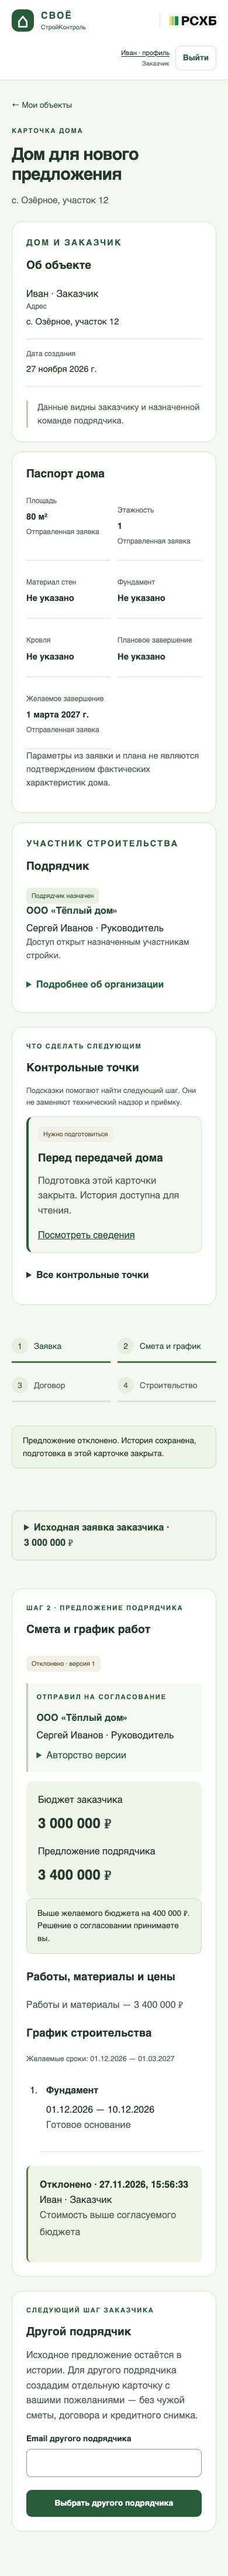 СВОЁ
СтройКонтроль
РСХБ
Иван · профиль
Заказчик
Выйти
← Мои объекты
КАРТОЧКА ДОМА
Дом для нового
предложения
с. Озёрное, участок 12
ДОМ И ЗАКАЗЧИК
Об объекте
Иван · Заказчик
Адрес
с. Озёрное, участок 12
Дата создания
27 ноября 2026 г.
Данные видны заказчику и назначенной
команде подрядчика.
Паспорт дома
Площадь
80 м²
Отправленная заявка
Этажность
1
Отправленная заявка
Материал стен
Не указано
Фундамент
Не указано
Кровля
Не указано
Плановое завершение
Не указано
Желаемое завершение
1 марта 2027 г.
Отправленная заявка
Параметры из заявки и плана не являются
подтверждением фактических
характеристик дома.
УЧАСТНИК СТРОИТЕЛЬСТВА
Подрядчик
Подрядчик назначен
ООО «Тёплый дом»
Сергей Иванов · Руководитель
Доступ открыт назначенным участникам
стройки.
▶ Подробнее об организации
ЧТО СДЕЛАТЬ СЛЕДУЮЩИМ
Контрольные точки
Подсказки помогают найти следующий шаг. Они
не заменяют технический надзор и приёмку.
Нужно подготовиться
Перед передачей дома
Подготовка этой карточки
закрыта. История доступна для
чтения.
Посмотреть сведения
▶ Все контрольные точки
1 Заявка
2 Смета и график
3 Договор
4 Строительство
Предложение отклонено. История сохранена,
подготовка в этой карточке закрыта.
▶ Исходная заявка заказчика ·
3 000 000 ₽
ШАГ 2 · ПРЕДЛОЖЕНИЕ ПОДРЯДЧИКА
Смета и график работ
Отклонено · версия 1
ОТПРАВИЛ НА СОГЛАСОВАНИЕ
ООО «Тёплый дом»
Сергей Иванов · Руководитель
▶ Авторство версии
Бюджет заказчика
3 000 000 ₽
Предложение подрядчика
3 400 000 ₽
Выше желаемого бюджета на 400 000 ₽.
Решение о согласовании принимаете
вы.
Работы, материалы и цены
Работы и материалы — 3 400 000 ₽
График строительства
Желаемые сроки: 01.12.2026 — 01.03.2027
1. Фундамент
01.12.2026 — 10.12.2026
Готовое основание
Отклонено · 27.11.2026, 15:56:33
Иван · Заказчик
Стоимость выше согласуемого
бюджета
СЛЕДУЮЩИЙ ШАГ ЗАКАЗЧИКА
Другой подрядчик
Исходное предложение остаётся в
истории. Для другого подрядчика
создадим отдельную карточку с
вашими пожеланиями — без чужой
сметы, договора и кредитного снимка.
Email другого подрядчика
Выбрать другого подрядчика